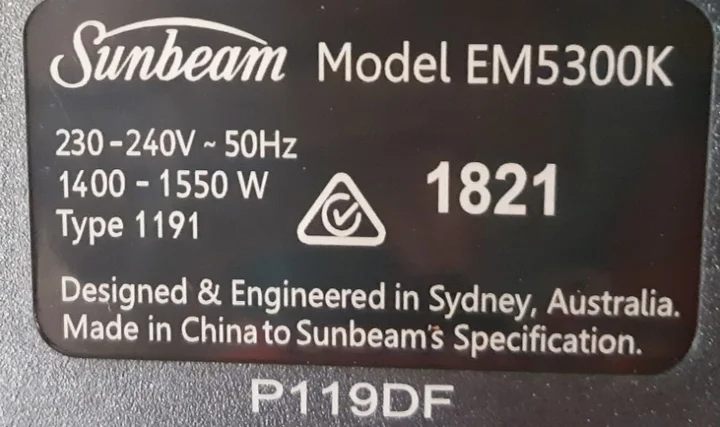 Sunbeam Model EM5300K
230-240V ~ 50Hz
1400 - 1550 W
Type 1191
1821
Designed & Engineered in Sydney, Australia.
Made in China to Sunbeam's Specification.
P119DF